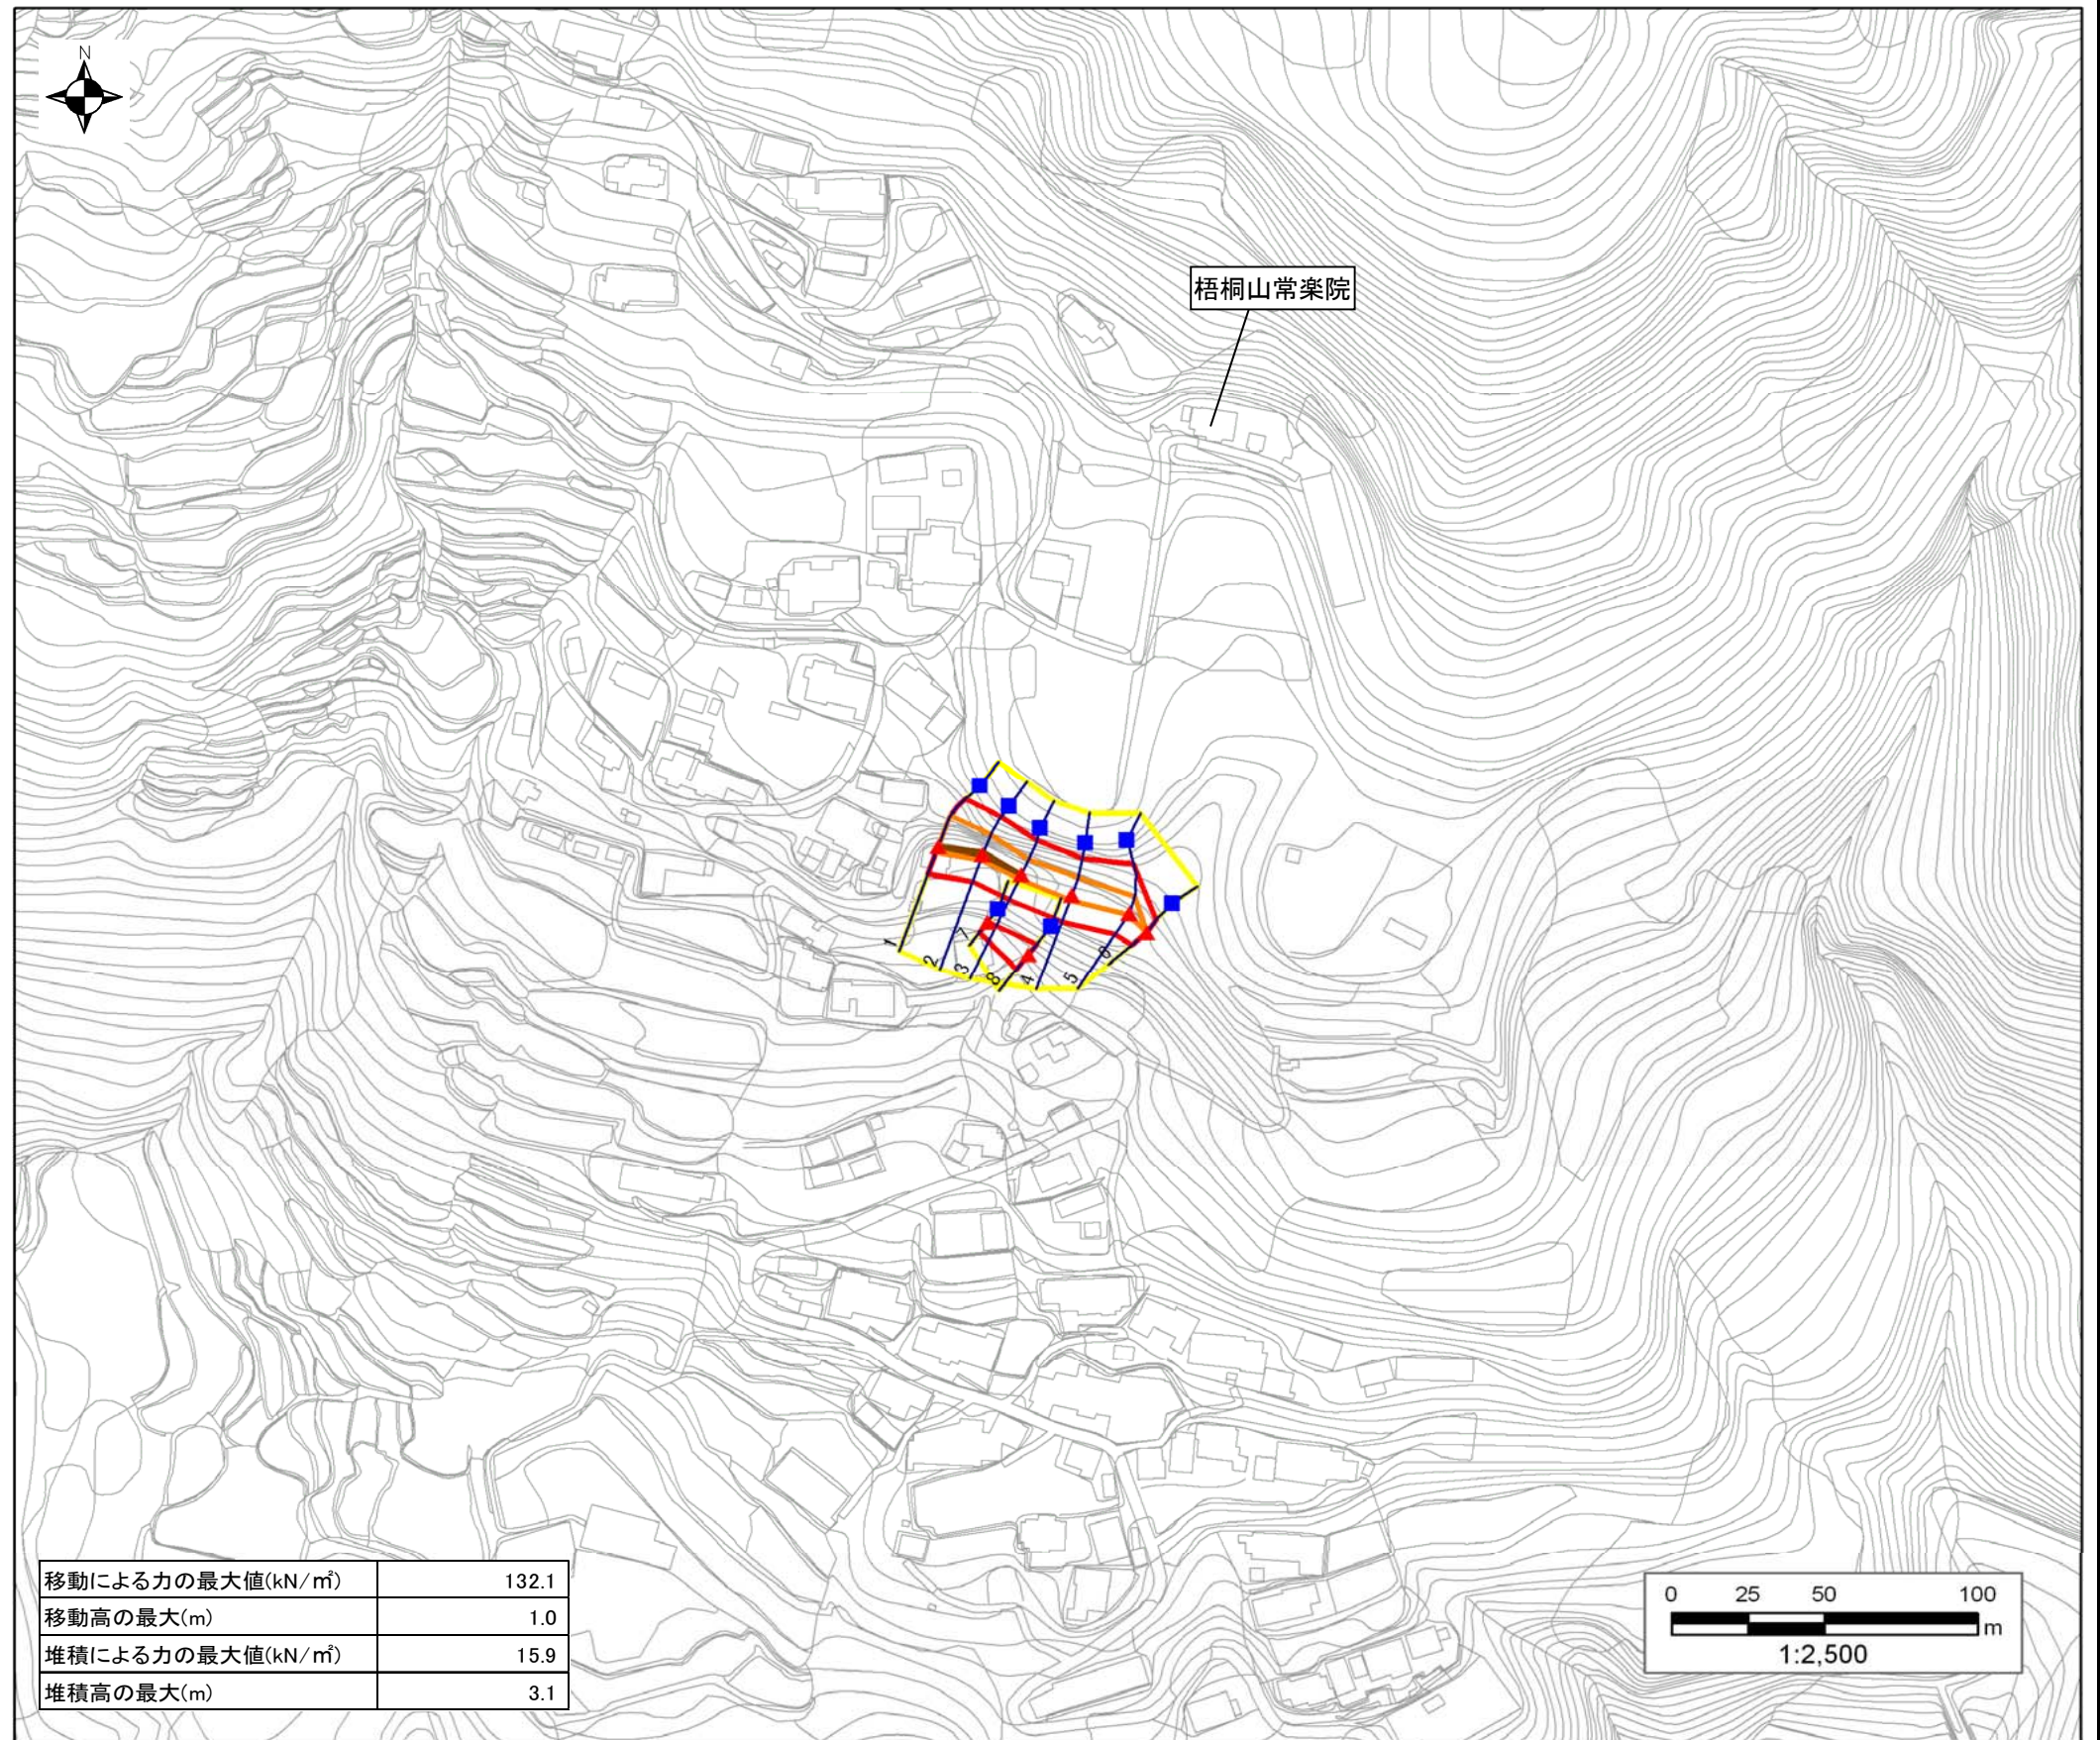 N
梧桐山常楽院
1
2
3
7
8
4
5
6
移動による力の最大値(kN/㎡) 132.1
移動高の最大(m) 1.0
堆積による力の最大値(kN/㎡) 15.9
堆積高の最大(m) 3.1
0 25 50 100
m
1:2,500